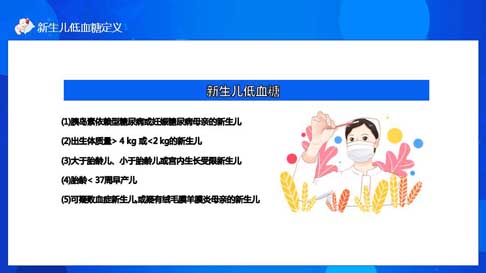 新生儿低血糖定义
新生儿低血糖
(1)胰岛素依赖型糖尿病或妊娠糖尿病母亲的新生儿
(2)出生体质量> 4 kg 或<2 kg的新生儿
(3)大于胎龄儿、小于胎龄儿或宫内生长受限新生儿
(4)胎龄< 37周早产儿
(5)可疑败血症新生儿,或疑有绒毛膜羊膜炎母亲的新生儿